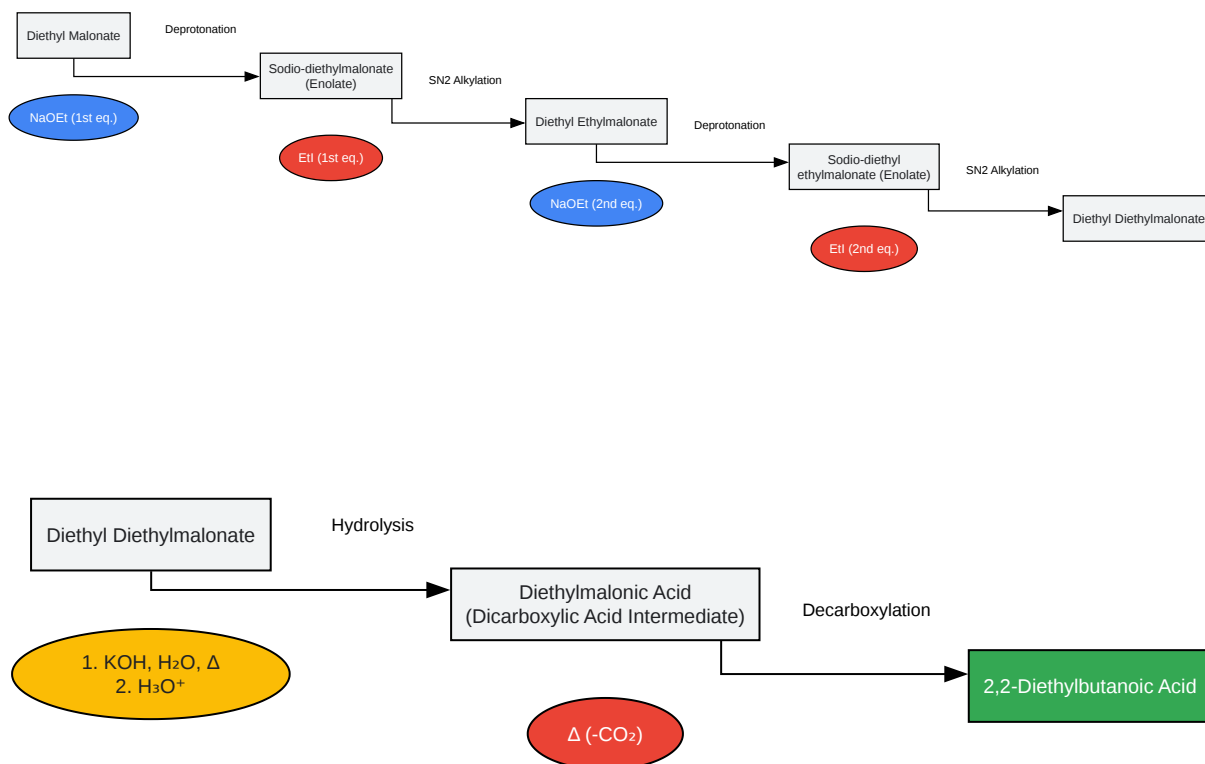 Diethyl Malonate
Deprotonation
NaOEt (1st eq.)
Sodio-diethylmalonate
(Enolate)
SN2 Alkylation
EtI (1st eq.)
Diethyl Ethylmalonate
Deprotonation
NaOEt (2nd eq.)
Sodio-diethyl
ethylmalonate (Enolate)
SN2 Alkylation
EtI (2nd eq.)
Diethyl Diethylmalonate
Diethyl Diethylmalonate
Hydrolysis
1. KOH, H₂O, Δ
2. H₃O⁺
Diethylmalonic Acid
(Dicarboxylic Acid Intermediate)
Decarboxylation
Δ (-CO₂)
2,2-Diethylbutanoic Acid